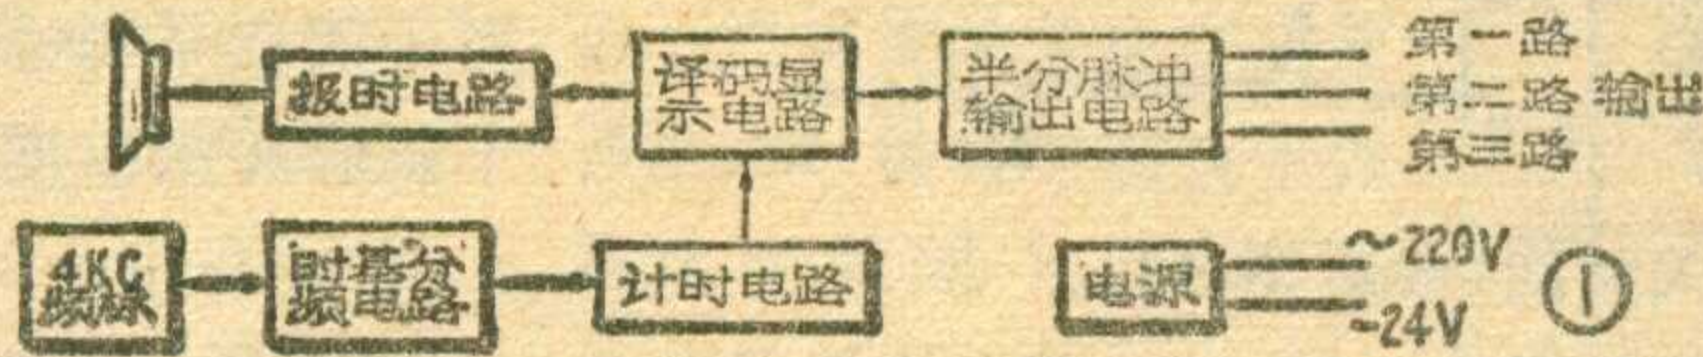 报时电路
译码显
示电路
半分脉冲
输出电路
第一路
第二路 输出
第三路
4KC
频标
时基分
频电路
计时电路
电源
~220V
-24V
①